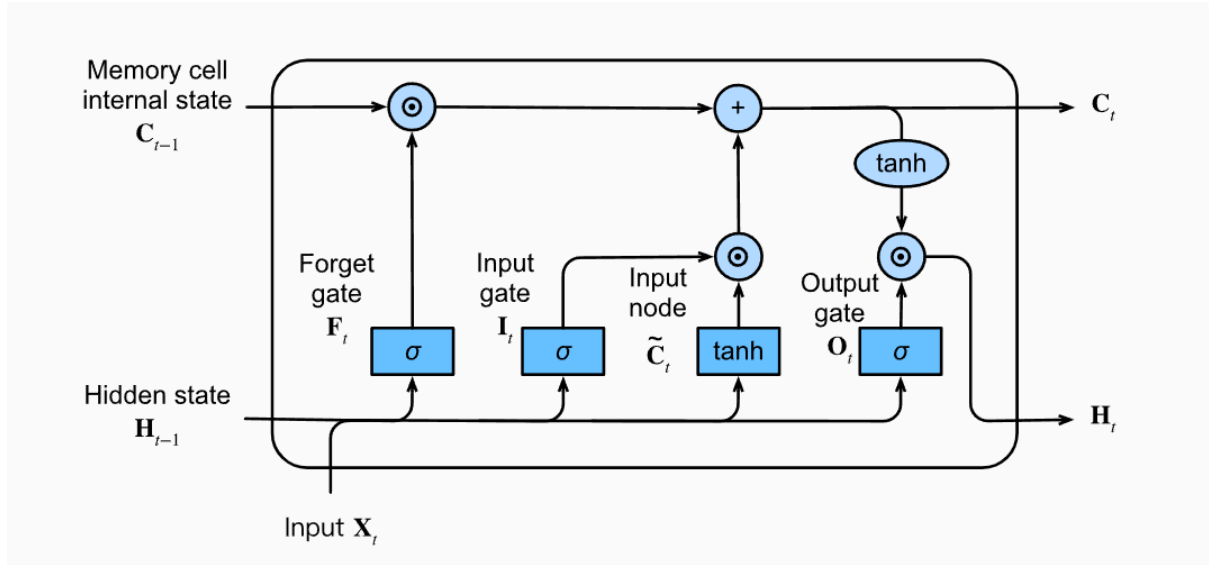 Memory cell
internal state
C_{t−1}
⊙
+
C_t
tanh
Forget
gate
F_t
σ
Input
gate
I_t
σ
⊙
Input
node
C̃_t
tanh
⊙
Output
gate
O_t
σ
Hidden state
H_{t−1}
H_t
Input X_t